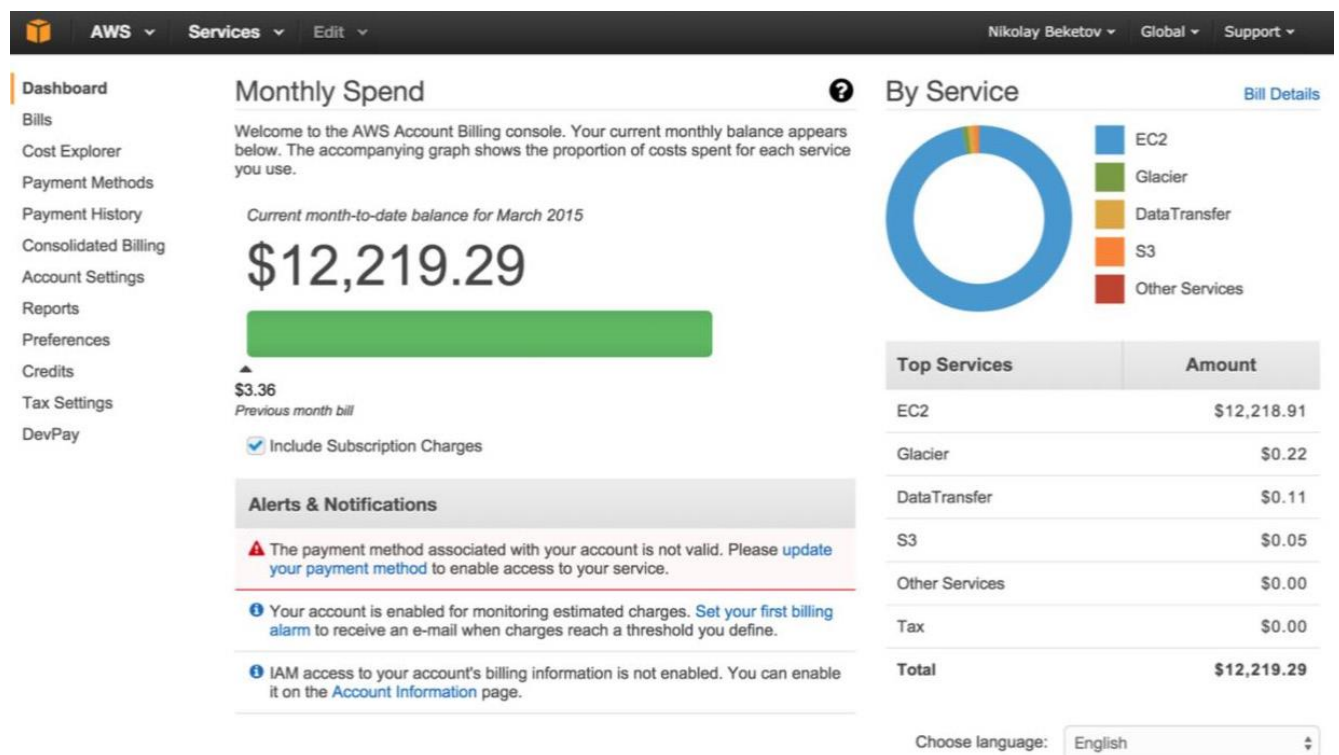 AWS Services Edit Nikolay Beketov Global Support
Dashboard
Bills
Cost Explorer
Payment Methods
Payment History
Consolidated Billing
Account Settings
Reports
Preferences
Credits
Tax Settings
DevPay
Monthly Spend
?
Welcome to the AWS Account Billing console. Your current monthly balance appears
below. The accompanying graph shows the proportion of costs spent for each service
you use.
Current month-to-date balance for March 2015
$12,219.29
$3.36
Previous month bill
Include Subscription Charges
Alerts & Notifications
The payment method associated with your account is not valid. Please update
your payment method to enable access to your service.
Your account is enabled for monitoring estimated charges. Set your first billing
alarm to receive an e-mail when charges reach a threshold you define.
IAM access to your account's billing information is not enabled. You can enable
it on the Account Information page.
By Service Bill Details
EC2
Glacier
DataTransfer
S3
Other Services
Top Services Amount
EC2 $12,218.91
Glacier $0.22
DataTransfer $0.11
S3 $0.05
Other Services $0.00
Tax $0.00
Total $12,219.29
Choose language: English